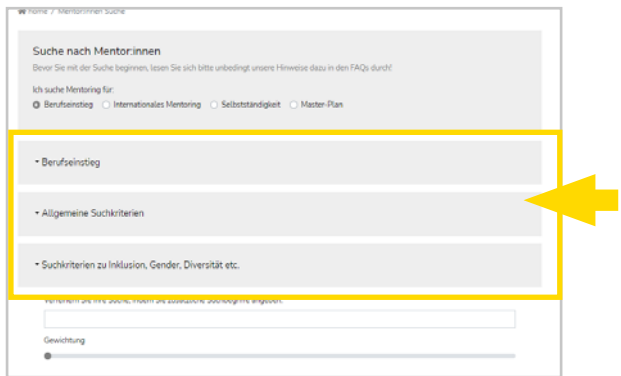 home / Mentor:innen Suche
Suche nach Mentor:innen
Bevor Sie mit der Suche beginnen, lesen Sie sich bitte unbedingt unsere Hinweise dazu in den FAQs durch!
Ich suche Mentoring für:
Berufseinstieg Internationales Mentoring Selbstständigkeit Master-Plan
Berufseinstieg
Allgemeine Suchkriterien
Suchkriterien zu Inklusion, Gender, Diversität etc.
Verfeinern Sie Ihre Suche, indem Sie zusätzliche Suchbegriffe angeben.
Gewichtung